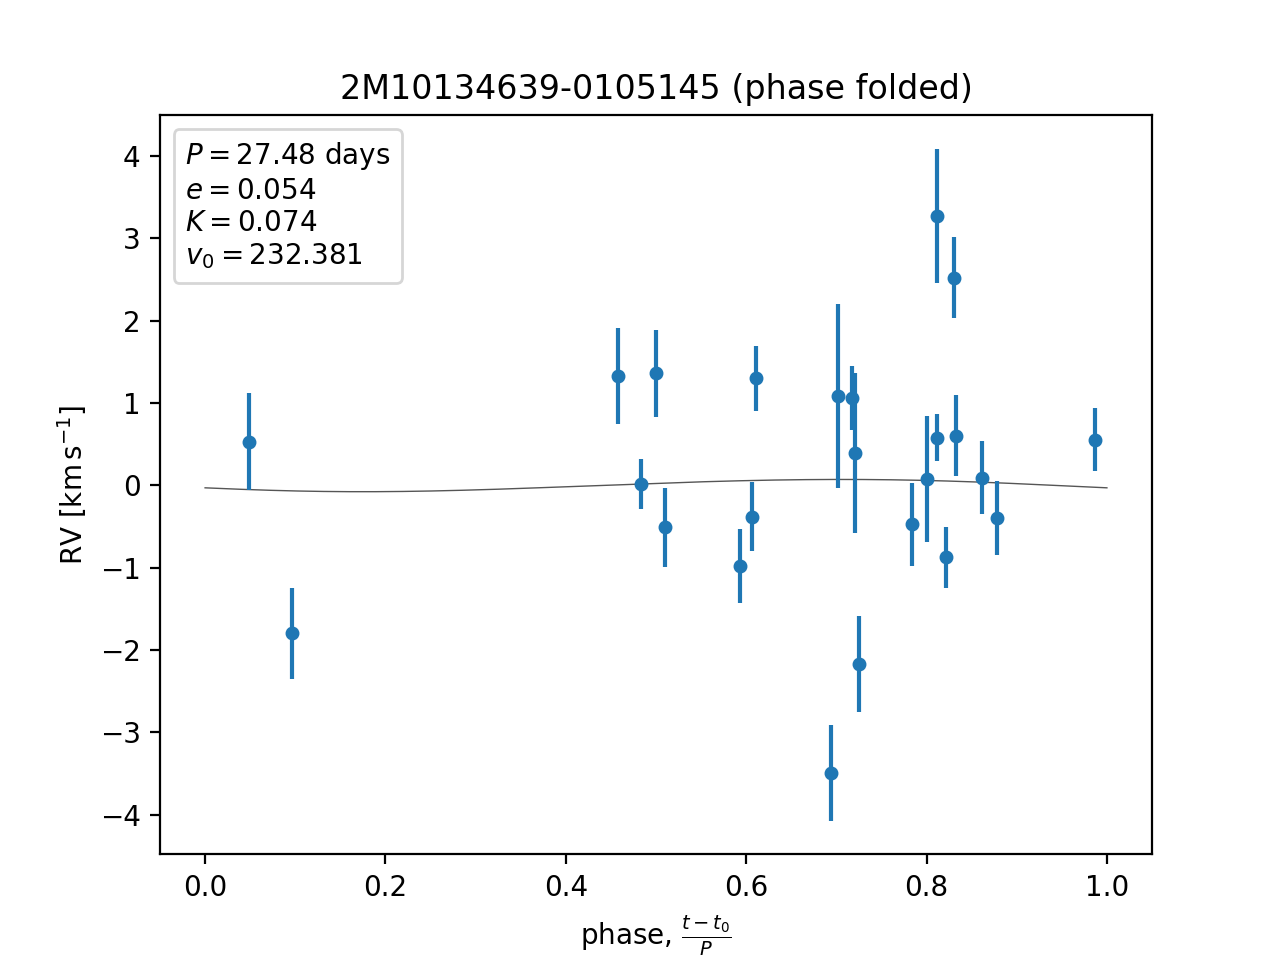 2M10134639-0105145 (phase folded)
P = 27.48 days
e = 0.054
K = 0.074
v₀ = 232.381
4
3
2
1
0
−1
−2
−3
−4
RV [km s⁻¹]
0.0 0.2 0.4 0.6 0.8 1.0
phase, (t − t₀)/P